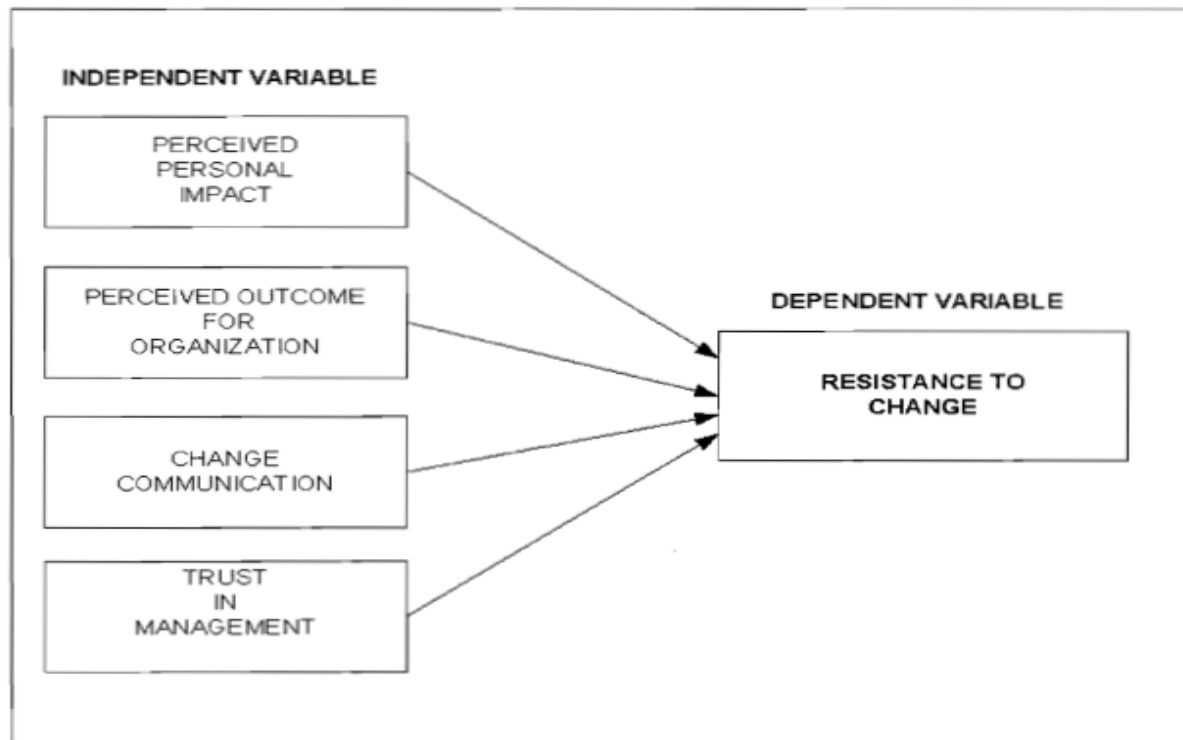 INDEPENDENT VARIABLE
PERCEIVED
PERSONAL
IMPACT
PERCEIVED OUTCOME
FOR
ORGANIZATION
CHANGE
COMMUNICATION
TRUST
IN
MANAGEMENT
DEPENDENT VARIABLE
RESISTANCE TO
CHANGE